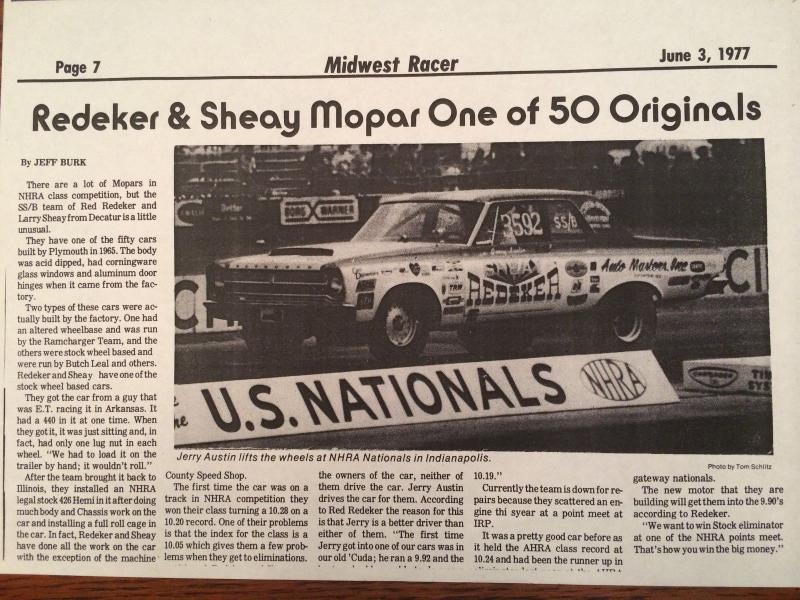 Page 7
Midwest Racer
June 3, 1977
Redeker & Sheay Mopar One of 50 Originals
By JEFF BURK
There are a lot of Mopars in
NHRA class competition, but the
SS/B team of Red Redeker and
Larry Sheay from Decatur is a little
unusual.
They have one of the fifty cars
built by Plymouth in 1965. The body
was acid dipped, had corningware
glass windows and aluminum door
hinges when it came from the fac-
tory.
Two types of these cars were ac-
tually built by the factory. One had
an altered wheelbase and was run
by the Ramcharger Team, and the
others were stock wheel based and
were run by Butch Leal and others.
Redeker and Sheay have one of the
stock wheel based cars.
They got the car from a guy that
was E.T. racing it in Arkansas. It
had a 440 in it at one time. When
they got it, it was just sitting and, in
fact, had only one lug nut in each
wheel. "We had to load it on the
trailer by hand; it wouldn't roll."
After the team brought it back to
Illinois, they installed an NHRA
legal stock 426 Hemi in it after doing
much body and Chassis work on the
car and installing a full roll cage in
the car. In fact, Redeker and Sheay
have done all the work on the car
with the exception of the machine
BORG WARNER
3592
SS/B
REDEKER
TRW
Auto Masters Inc
CI
U.S. NATIONALS
NHRA
TIM
SYS
Jerry Austin lifts the wheels at NHRA Nationals in Indianapolis.
Photo by Tom Schlitz
County Speed Shop.
The first time the car was on a
track in NHRA competition they
won their class turning a 10.28 on a
10.20 record. One of their problems
is that the index for the class is a
10.05 which gives them a few prob-
lems when they get to eliminations.
the owners of the car, neither of
them drive the car. Jerry Austin
drives the car for them. According
to Red Redeker the reason for this
is that Jerry is a better driver than
either of them. "The first time
Jerry got into one of our cars was in
our old 'Cuda; he ran a 9.92 and the
10.19."
Currently the team is down for re-
pairs because they scattered an en-
gine thi syear at a point meet at
IRP.
It was a pretty good car before as
it held the AHRA class record at
10.24 and had been the runner up in
gateway nationals.
The new motor that they are
building will get them into the 9.90's
according to Redeker.
"We want to win Stock eliminator
at one of the NHRA points meet.
That's how you win the big money."